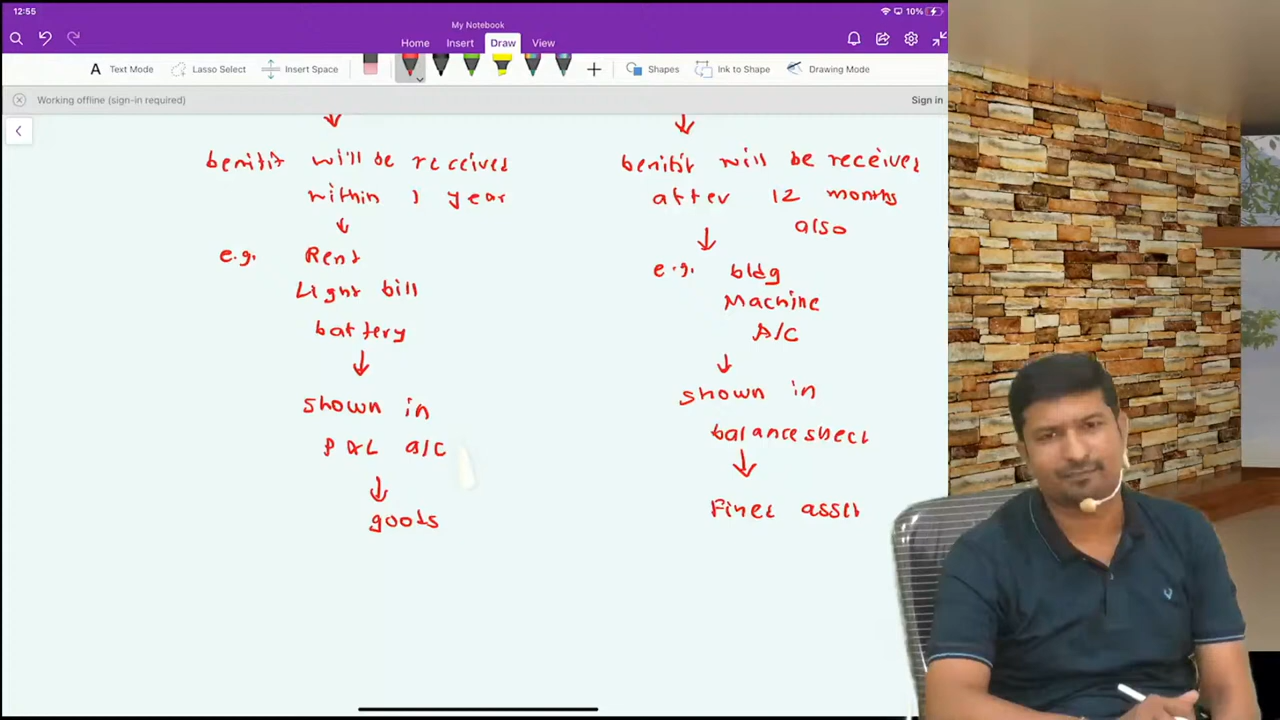 12:55
10%
My Notebook
Home Insert Draw View
Text Mode Lasso Select Insert Space Shapes Ink to Shape Drawing Mode
Working offline (sign-in required) Sign in
benifit will be received
within 1 year
e.g. Rent
Light bill
battery
shown in
P&L a/c
goods
benifit will be received
after 12 months
also
e.g. bldg
Machine
A/C
shown in
balancesheet
Fixed asset